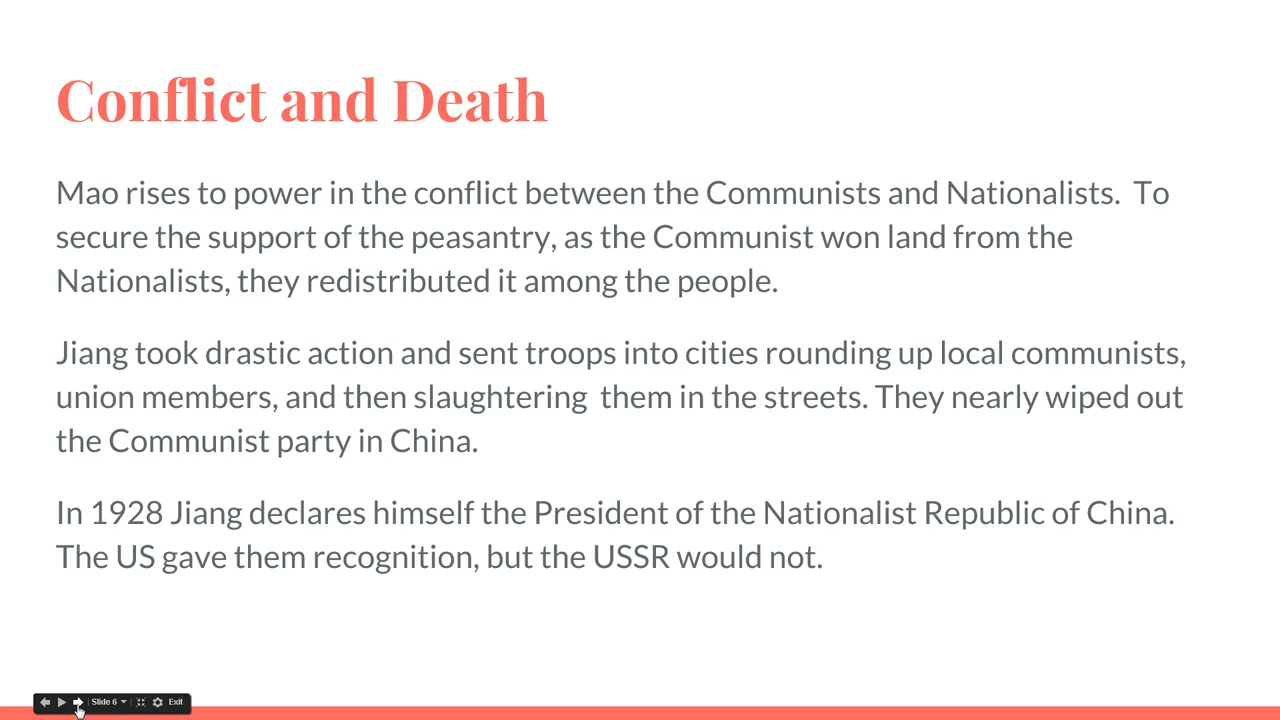 Conflict and Death
Mao rises to power in the conflict between the Communists and Nationalists.  To
secure the support of the peasantry, as the Communist won land from the
Nationalists, they redistributed it among the people.
Jiang took drastic action and sent troops into cities rounding up local communists,
union members, and then slaughtering  them in the streets. They nearly wiped out
the Communist party in China.
In 1928 Jiang declares himself the President of the Nationalist Republic of China.
The US gave them recognition, but the USSR would not.
Slide 6 Exit